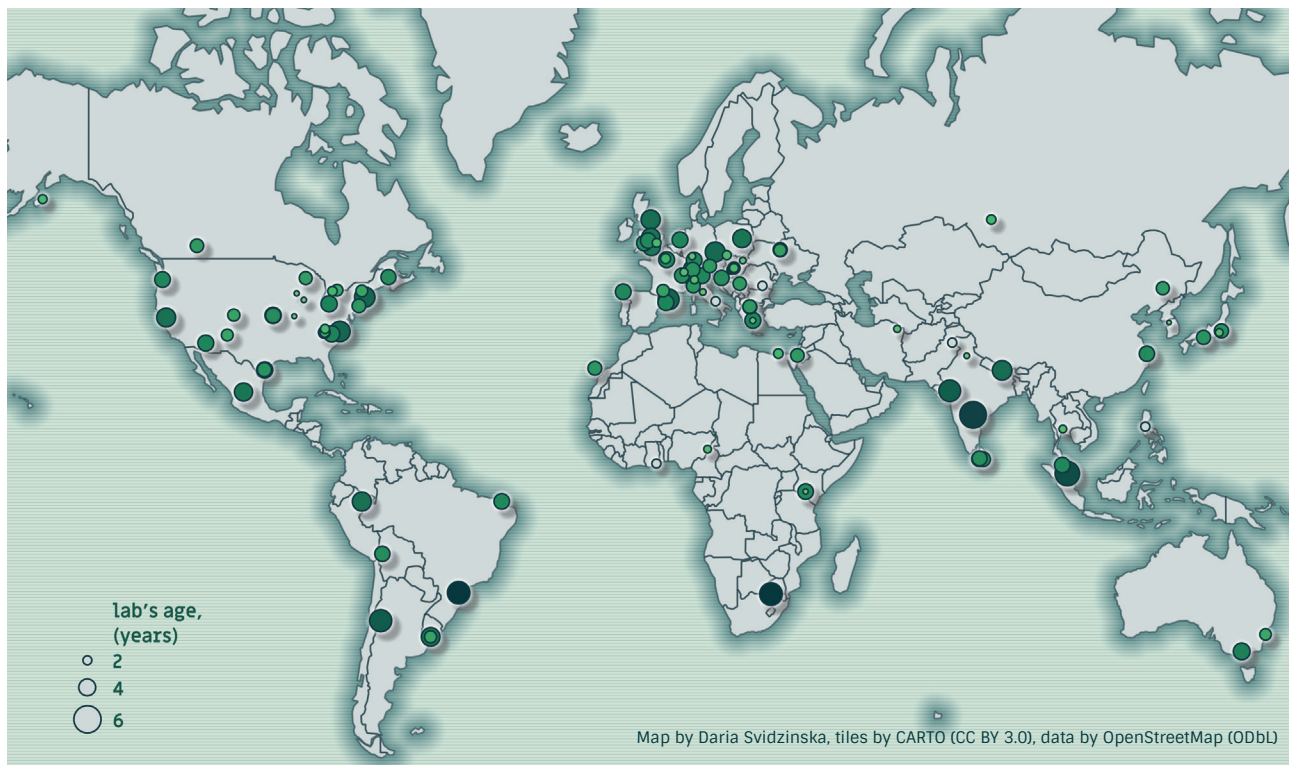 lab's age,
(years)
2
4
6
Map by Daria Svidzinska, tiles by CARTO (CC BY 3.0), data by OpenStreetMap (ODbL)